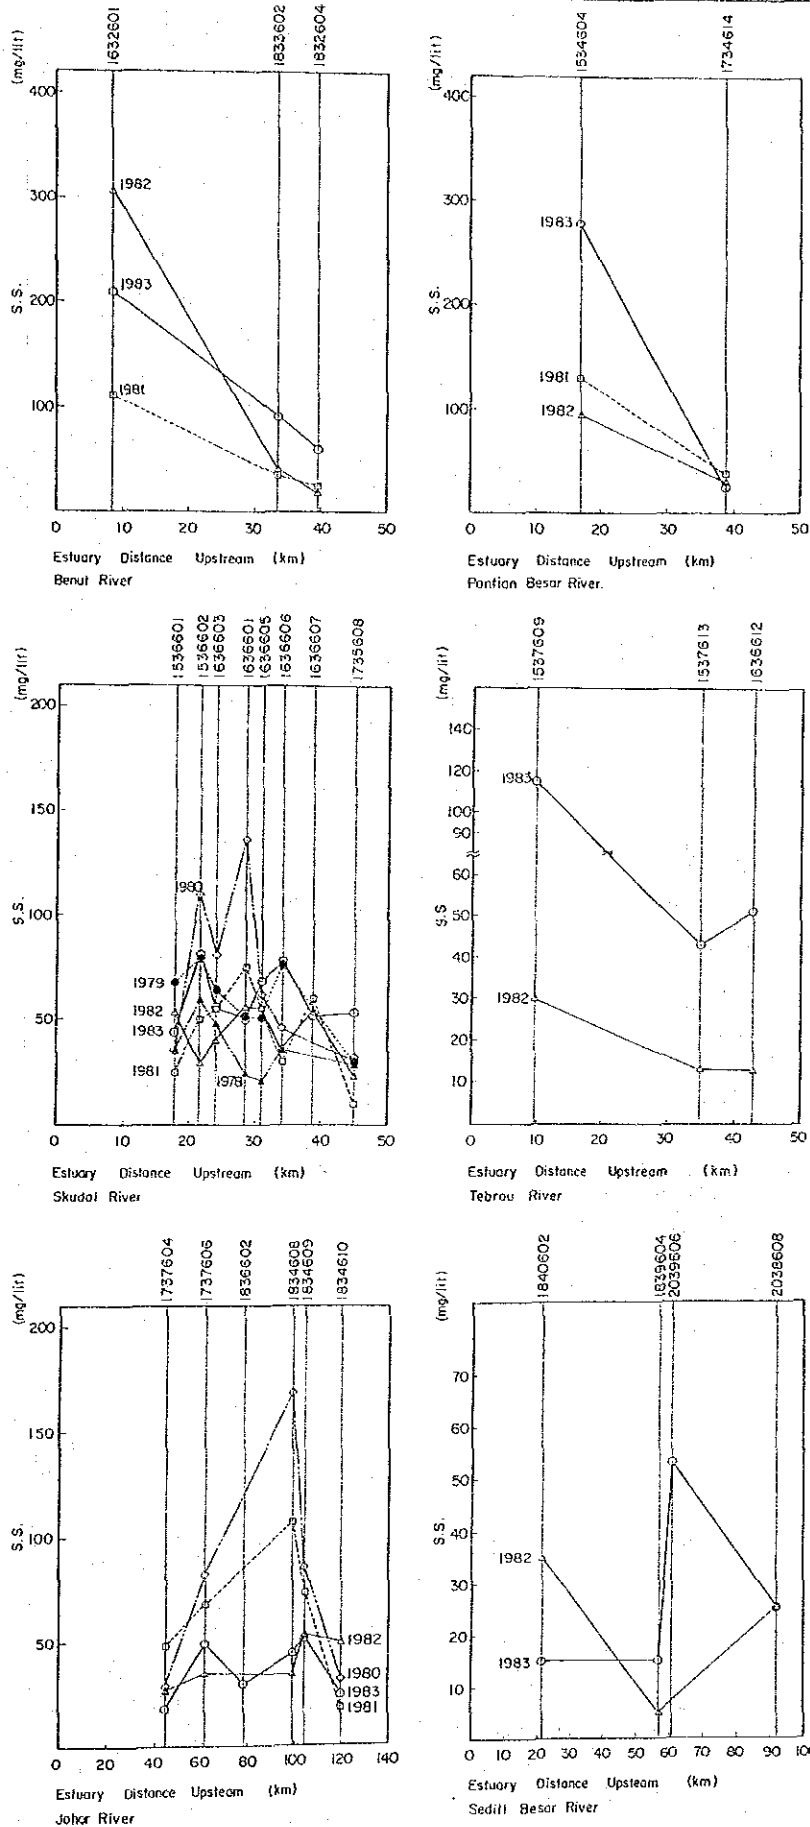 1632601
1833602
1832604
(mg/lit)
400
300
200
100
S.S.
1982
1983
1981
0 10 20 30 40 50
Estuary Distance Upstream (km)
Benut River
1534604
1734614
(mg/lit)
400
300
200
100
S.S.
1983
1981
1982
0 10 20 30 40 50
Estuary Distance Upstream (km)
Pontian Besar River.
1536601
1536602
1636603
1636601
1636605
1636606
1636607
1735608
(mg/lit)
200
150
100
50
S.S.
1980
1979
1982
1983
1981
1978
0 10 20 30 40 50
Estuary Distance Upstream (km)
Skudai River
1537609
1537613
1636612
(mg/lit)
140
120
100
90
60
50
40
30
20
10
S.S
1983
1982
0 10 20 30 40 50
Estuary Distance Upstream (km)
Tebrau River
1737604
1737606
1836602
1834608
1834609
1834610
(mg/lit)
200
150
100
50
S.S.
1982
1980
1983
1981
0 20 40 60 80 100 120 140
Estuary Distance Upsteam (km)
Johor River
1840602
1839604
2039606
2038608
(mg/lit)
70
60
50
40
30
20
10
S.S.
1982
1983
20 10 50 40 50 60 70 80 90 100
Estuary Distance Upsteam (km)
Sedili Besar River